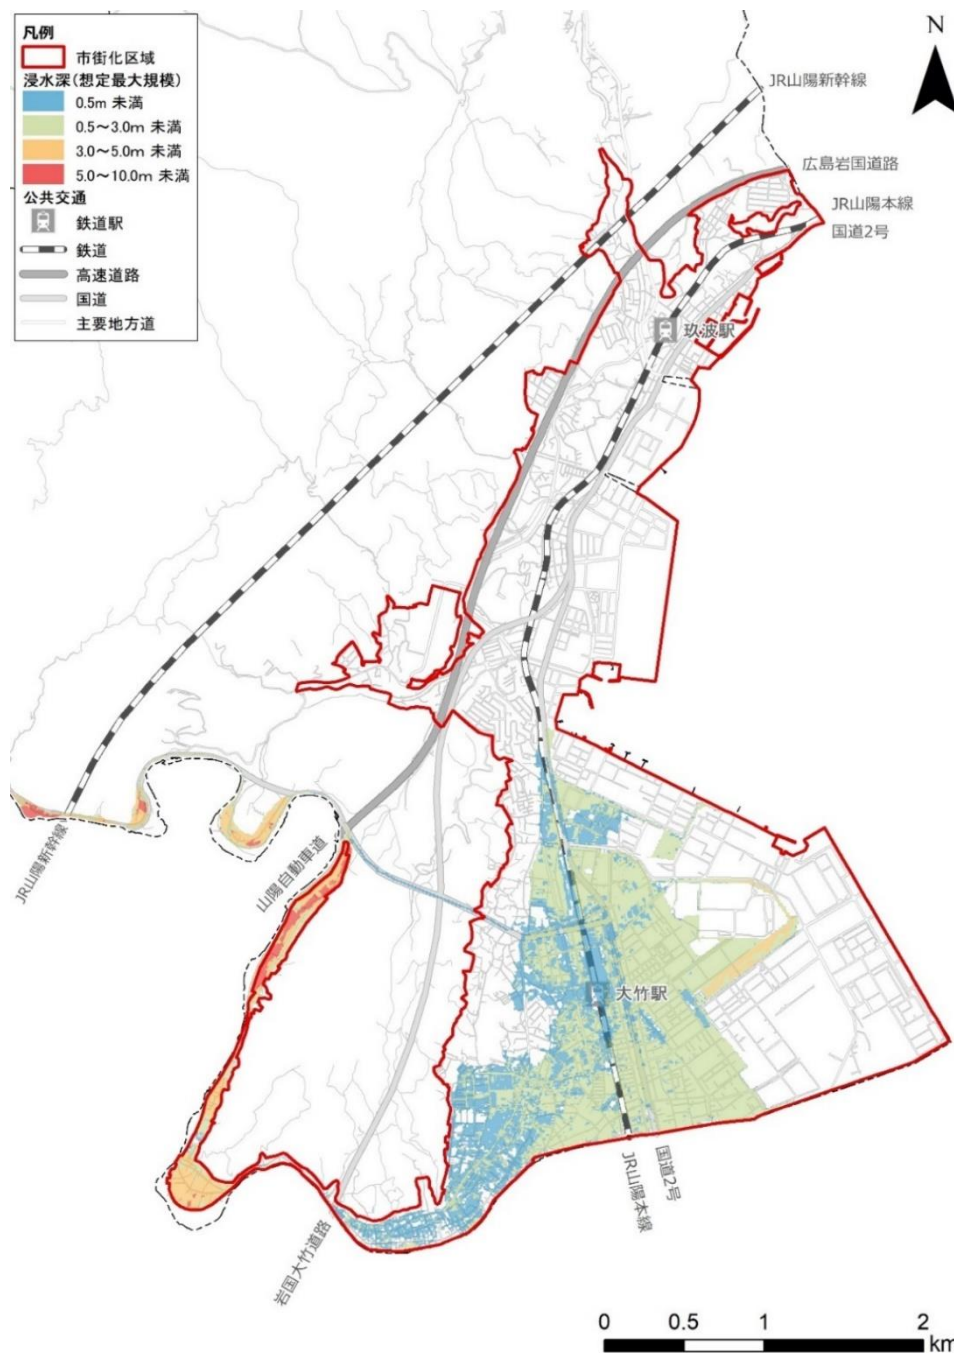 凡例
市街化区域
浸水深(想定最大規模)
0.5m 未満
0.5～3.0m 未満
3.0～5.0m 未満
5.0～10.0m 未満
公共交通
鉄道駅
鉄道
高速道路
国道
主要地方道
N
JR山陽新幹線
広島岩国道路
JR山陽本線
国道2号
玖波駅
JR山陽新幹線
山陽自動車道
大竹駅
国道2号
JR山陽本線
岩国大竹道路
0 0.5 1 2
km